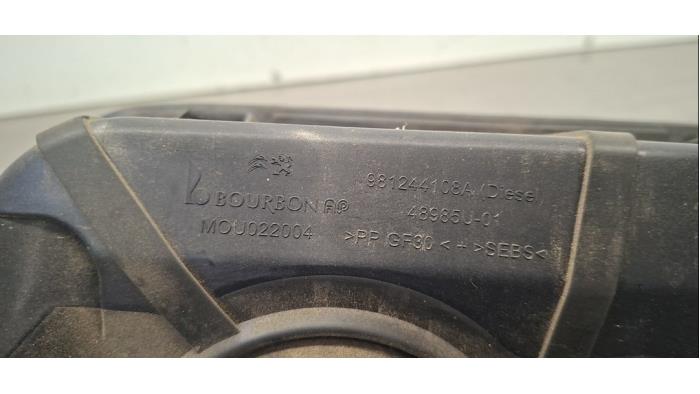 BOURBON AP
MOU022004
981244108A (Diesel)
48985U-01
>PP GF30 < + >SEBS<